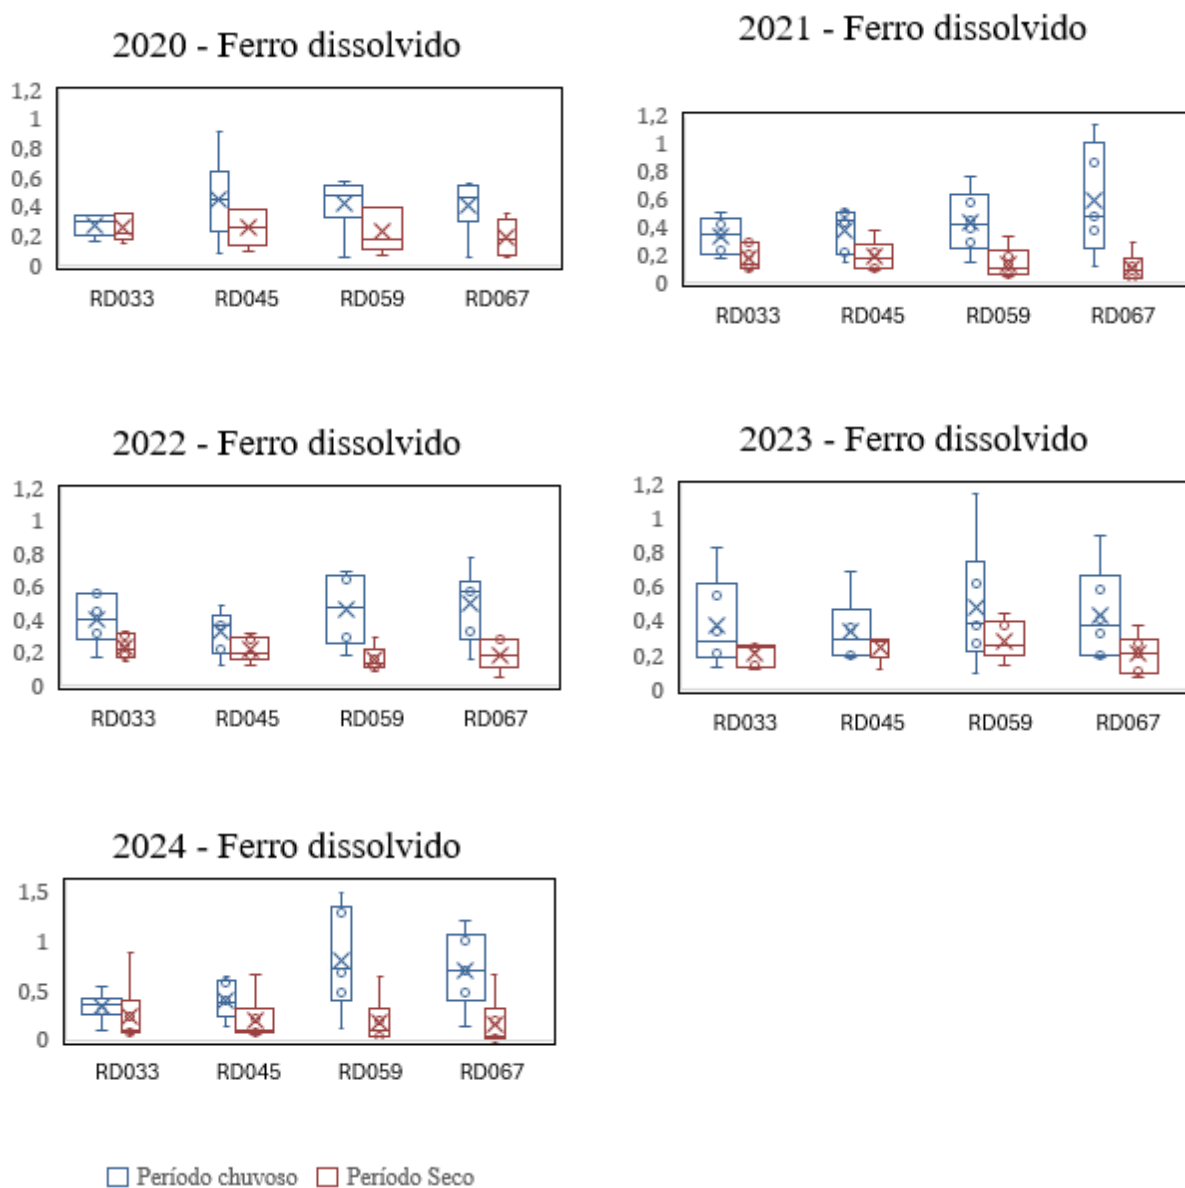 2020 - Ferro dissolvido
1,2
1
0,8
0,6
0,4
0,2
0
RD033 RD045 RD059 RD067
2021 - Ferro dissolvido
1,2
1
0,8
0,6
0,4
0,2
0
RD033 RD045 RD059 RD067
2022 - Ferro dissolvido
1,2
1
0,8
0,6
0,4
0,2
0
RD033 RD045 RD059 RD067
2023 - Ferro dissolvido
1,2
1
0,8
0,6
0,4
0,2
0
RD033 RD045 RD059 RD067
2024 - Ferro dissolvido
1,5
1
0,5
0
RD033 RD045 RD059 RD067
Período chuvoso Período Seco